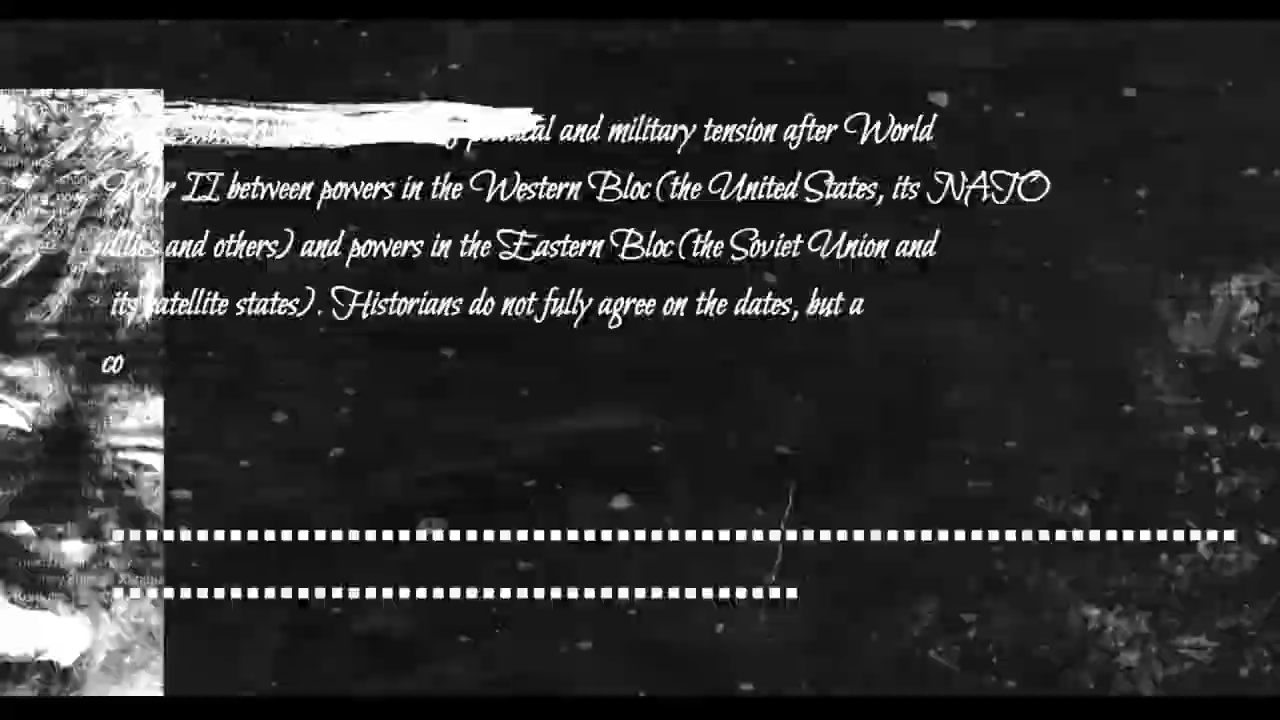 and military tension after World
War II between powers in the Western Bloc (the United States, its NATO
allies and others) and powers in the Eastern Bloc (the Soviet Union and
its satellite states). Historians do not fully agree on the dates, but a
co